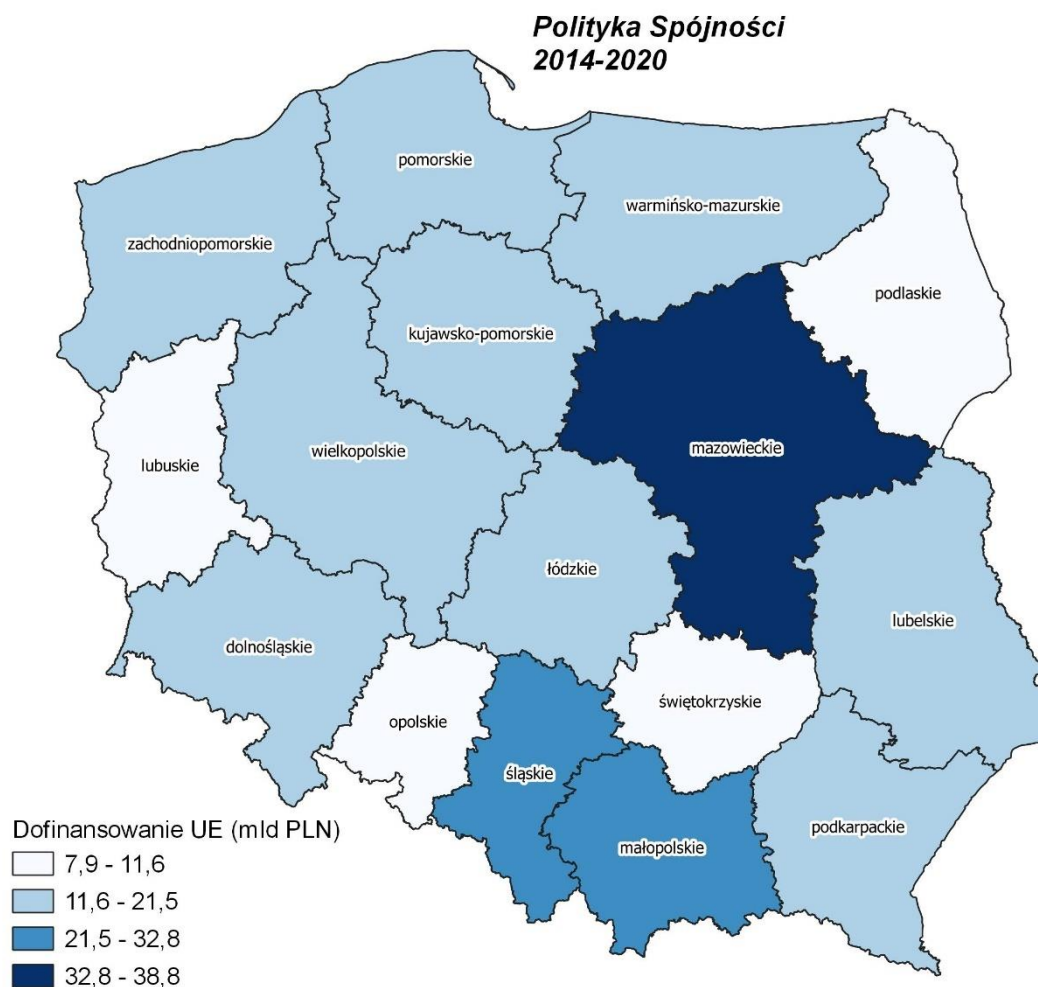 Polityka Spójności
2014-2020
pomorskie
warmińsko-mazurskie
zachodniopomorskie
podlaskie
kujawsko-pomorskie
mazowieckie
wielkopolskie
lubuskie
łódzkie
lubelskie
dolnośląskie
świętokrzyskie
opolskie
śląskie
podkarpackie
małopolskie
Dofinansowanie UE (mld PLN)
7,9 - 11,6
11,6 - 21,5
21,5 - 32,8
32,8 - 38,8